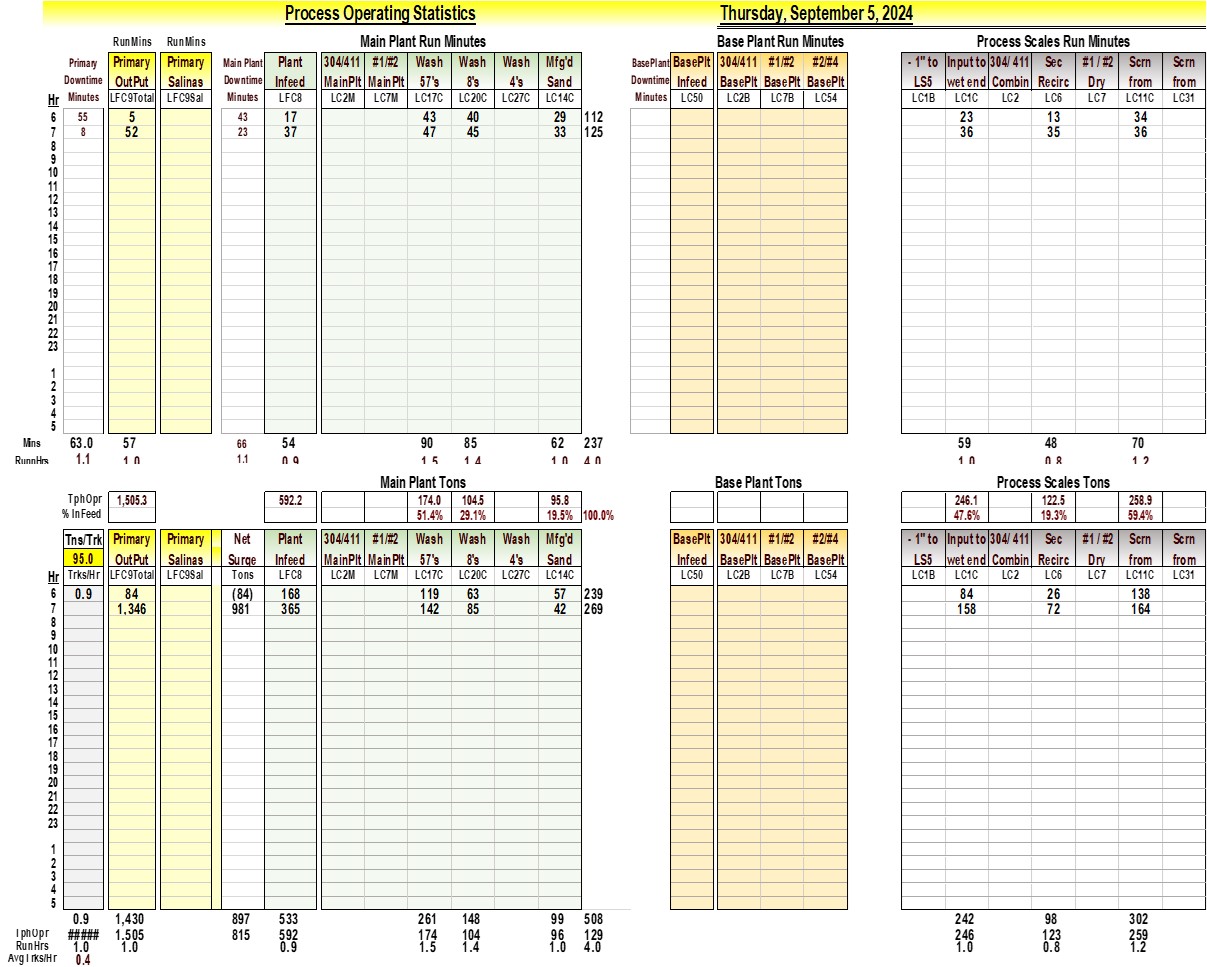 Process Operating Statistics Thursday, September 5, 2024
RunMins RunMins Main Plant Run Minutes Base Plant Run Minutes Process Scales Run Minutes
Primary Primary Primary Main Plant Plant 304/411 #1/#2 Wash Wash Wash Mfg'd BasePlant BasePlt 304/411 #1/#2 #2/#4 - 1" to Input to 304/ 411 Sec #1 / #2 Scrn Scrn
Downtime OutPut Salinas Downtime Infeed MainPlt MainPlt 57's 8's 4's Sand Downtime Infeed BasePlt BasePlt BasePlt LS5 wet end Combin Recirc Dry from from
Hr Minutes LFC9Total LFC9Sal Minutes LFC8 LC2M LC7M LC17C LC20C LC27C LC14C Minutes LC50 LC2B LC7B LC54 LC1B LC1C LC2 LC6 LC7 LC11C LC31
6 55 5 43 17 43 40 29 112 23 13 34
7 8 52 23 37 47 45 33 125 36 35 36
8
9
10
11
12
13
14
15
16
17
18
19
20
21
22
23
1
2
3
4
5
Mins 63.0 57 66 54 90 85 62 237 59 48 70
RunnHrs 1.1 1.0 1.1 0.9 1.5 1.4 1.0 4.0 1.0 0.8 1.2
Main Plant Tons Base Plant Tons Process Scales Tons
TphOpr 1,505.3 592.2 174.0 104.5 95.8 246.1 122.5 258.9
% InFeed 51.4% 29.1% 19.5% 100.0% 47.6% 19.3% 59.4%
Tns/Trk Primary Primary Net Plant 304/411 #1/#2 Wash Wash Wash Mfg'd BasePlt 304/411 #1/#2 #2/#4 - 1" to Input to 304/ 411 Sec #1 / #2 Scrn Scrn
95.0 OutPut Salinas Surge Infeed MainPlt MainPlt 57's 8's 4's Sand Infeed BasePlt BasePlt BasePlt LS5 wet end Combin Recirc Dry from from
Hr Trks/Hr LFC9Total LFC9Sal Tons LFC8 LC2M LC7M LC17C LC20C LC27C LC14C LC50 LC2B LC7B LC54 LC1B LC1C LC2 LC6 LC7 LC11C LC31
6 0.9 84 (84) 168 119 63 57 239 84 26 138
7 1,346 981 365 142 85 42 269 158 72 164
8
9
10
11
12
13
14
15
16
17
18
19
20
21
22
23
1
2
3
4
5
0.9 1,430 897 533 261 148 99 508 242 98 302
TphOpr ##### 1,505 815 592 174 104 96 129 246 123 259
RunHrs 1.0 1.0 0.9 1.5 1.4 1.0 4.0 1.0 0.8 1.2
AvgTrks/Hr 0.4